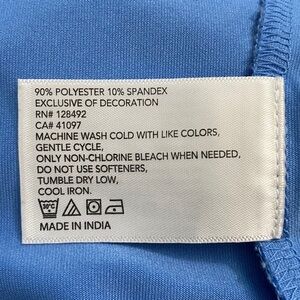 90% POLYESTER 10% SPANDEX
EXCLUSIVE OF DECORATION
RN# 128492
CA# 41097
MACHINE WASH COLD WITH LIKE COLORS,
GENTLE CYCLE,
ONLY NON-CHLORINE BLEACH WHEN NEEDED,
DO NOT USE SOFTENERS,
TUMBLE DRY LOW,
COOL IRON.
30°C
MADE IN INDIA